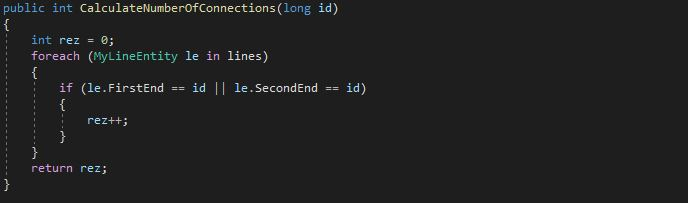 public int CalculateNumberOfConnections(long id)
{
    int rez = 0;
    foreach (MyLineEntity le in lines)
    {
        if (le.FirstEnd == id || le.SecondEnd == id)
        {
            rez++;
        }
    }
    return rez;
}